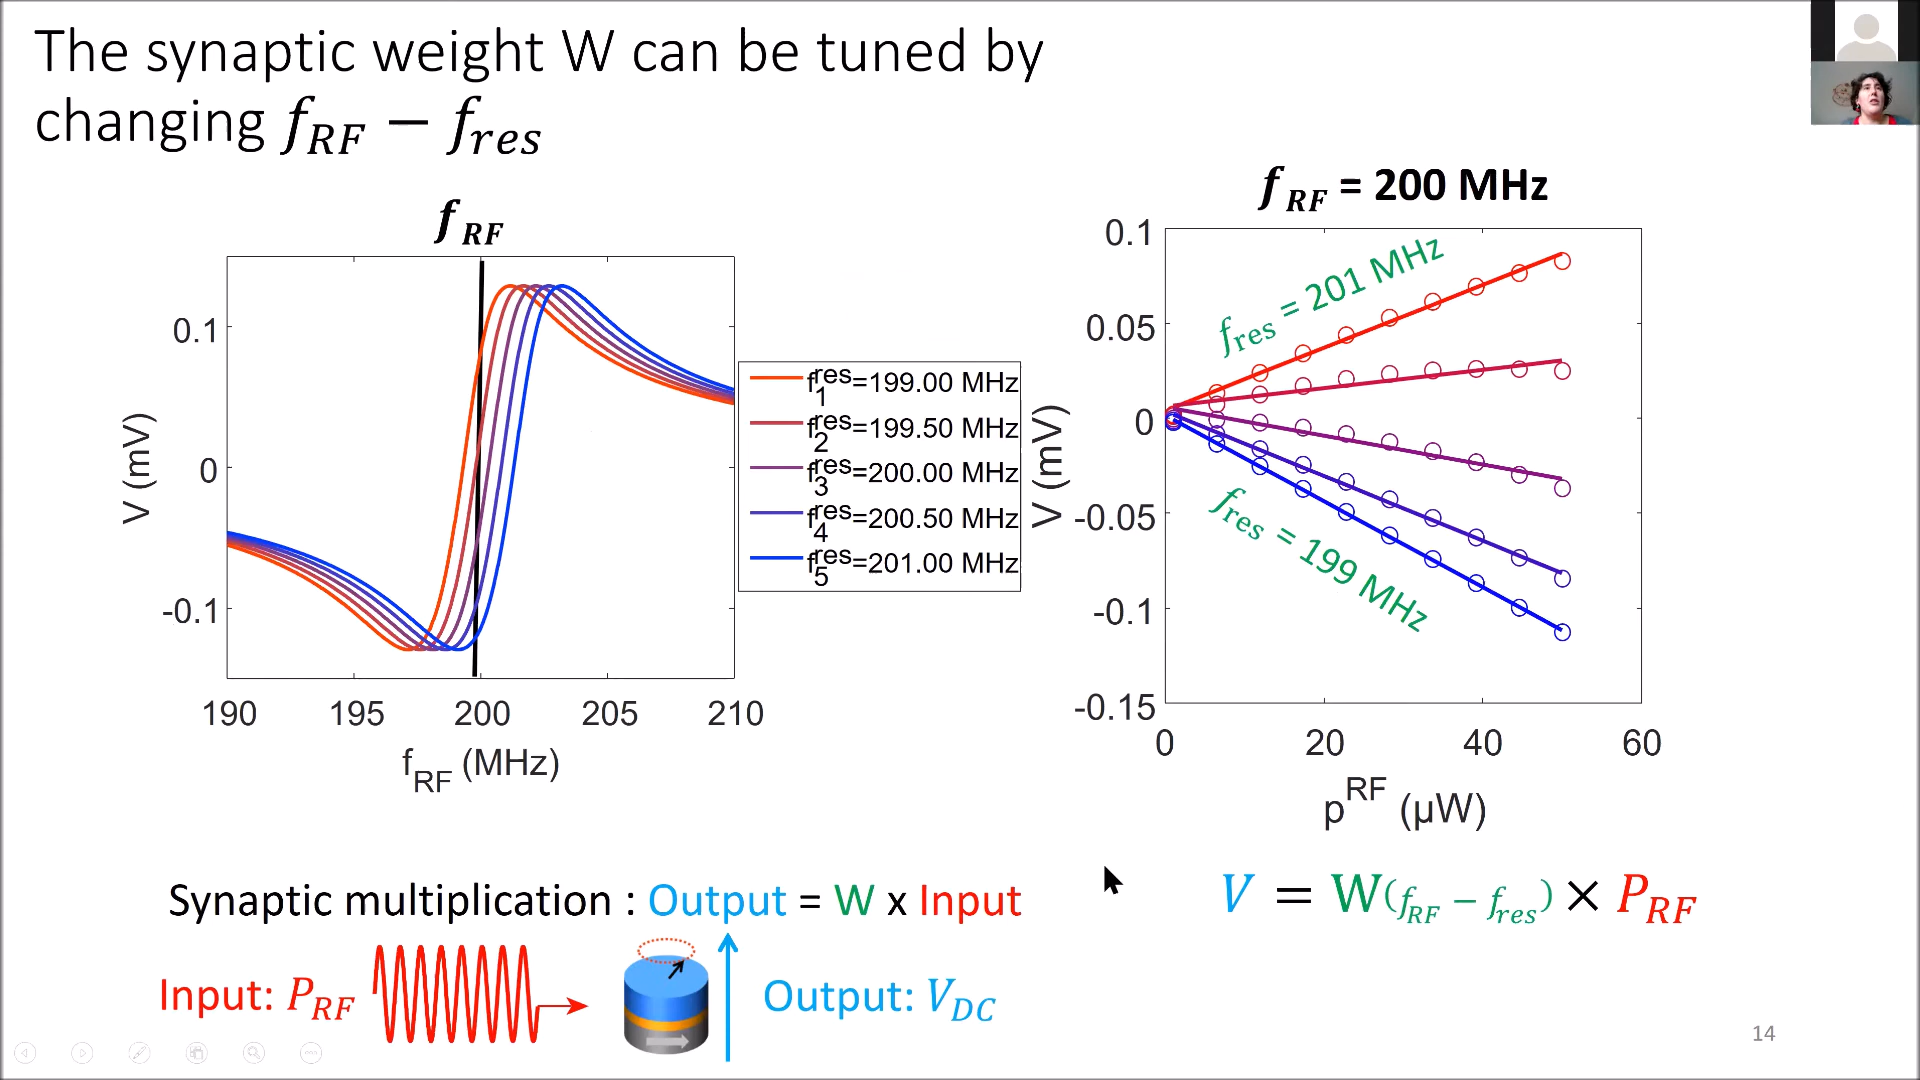 The synaptic weight W can be tuned by
changing f_RF − f_res
f_RF
0.1
0
-0.1
V (mV)
190 195 200 205 210
f_RF (MHz)
f_1^res=199.00 MHz
f_2^res=199.50 MHz
f_3^res=200.00 MHz
f_4^res=200.50 MHz
f_5^res=201.00 MHz
f_RF = 200 MHz
0.1
0.05
0
-0.05
-0.1
-0.15
V (mV)
f_res = 201 MHz
f_res = 199 MHz
0 20 40 60
p^RF (µW)
Synaptic multiplication : Output = W x Input
Input: P_RF
Output: V_DC
V = W(f_RF − f_res) × P_RF
14